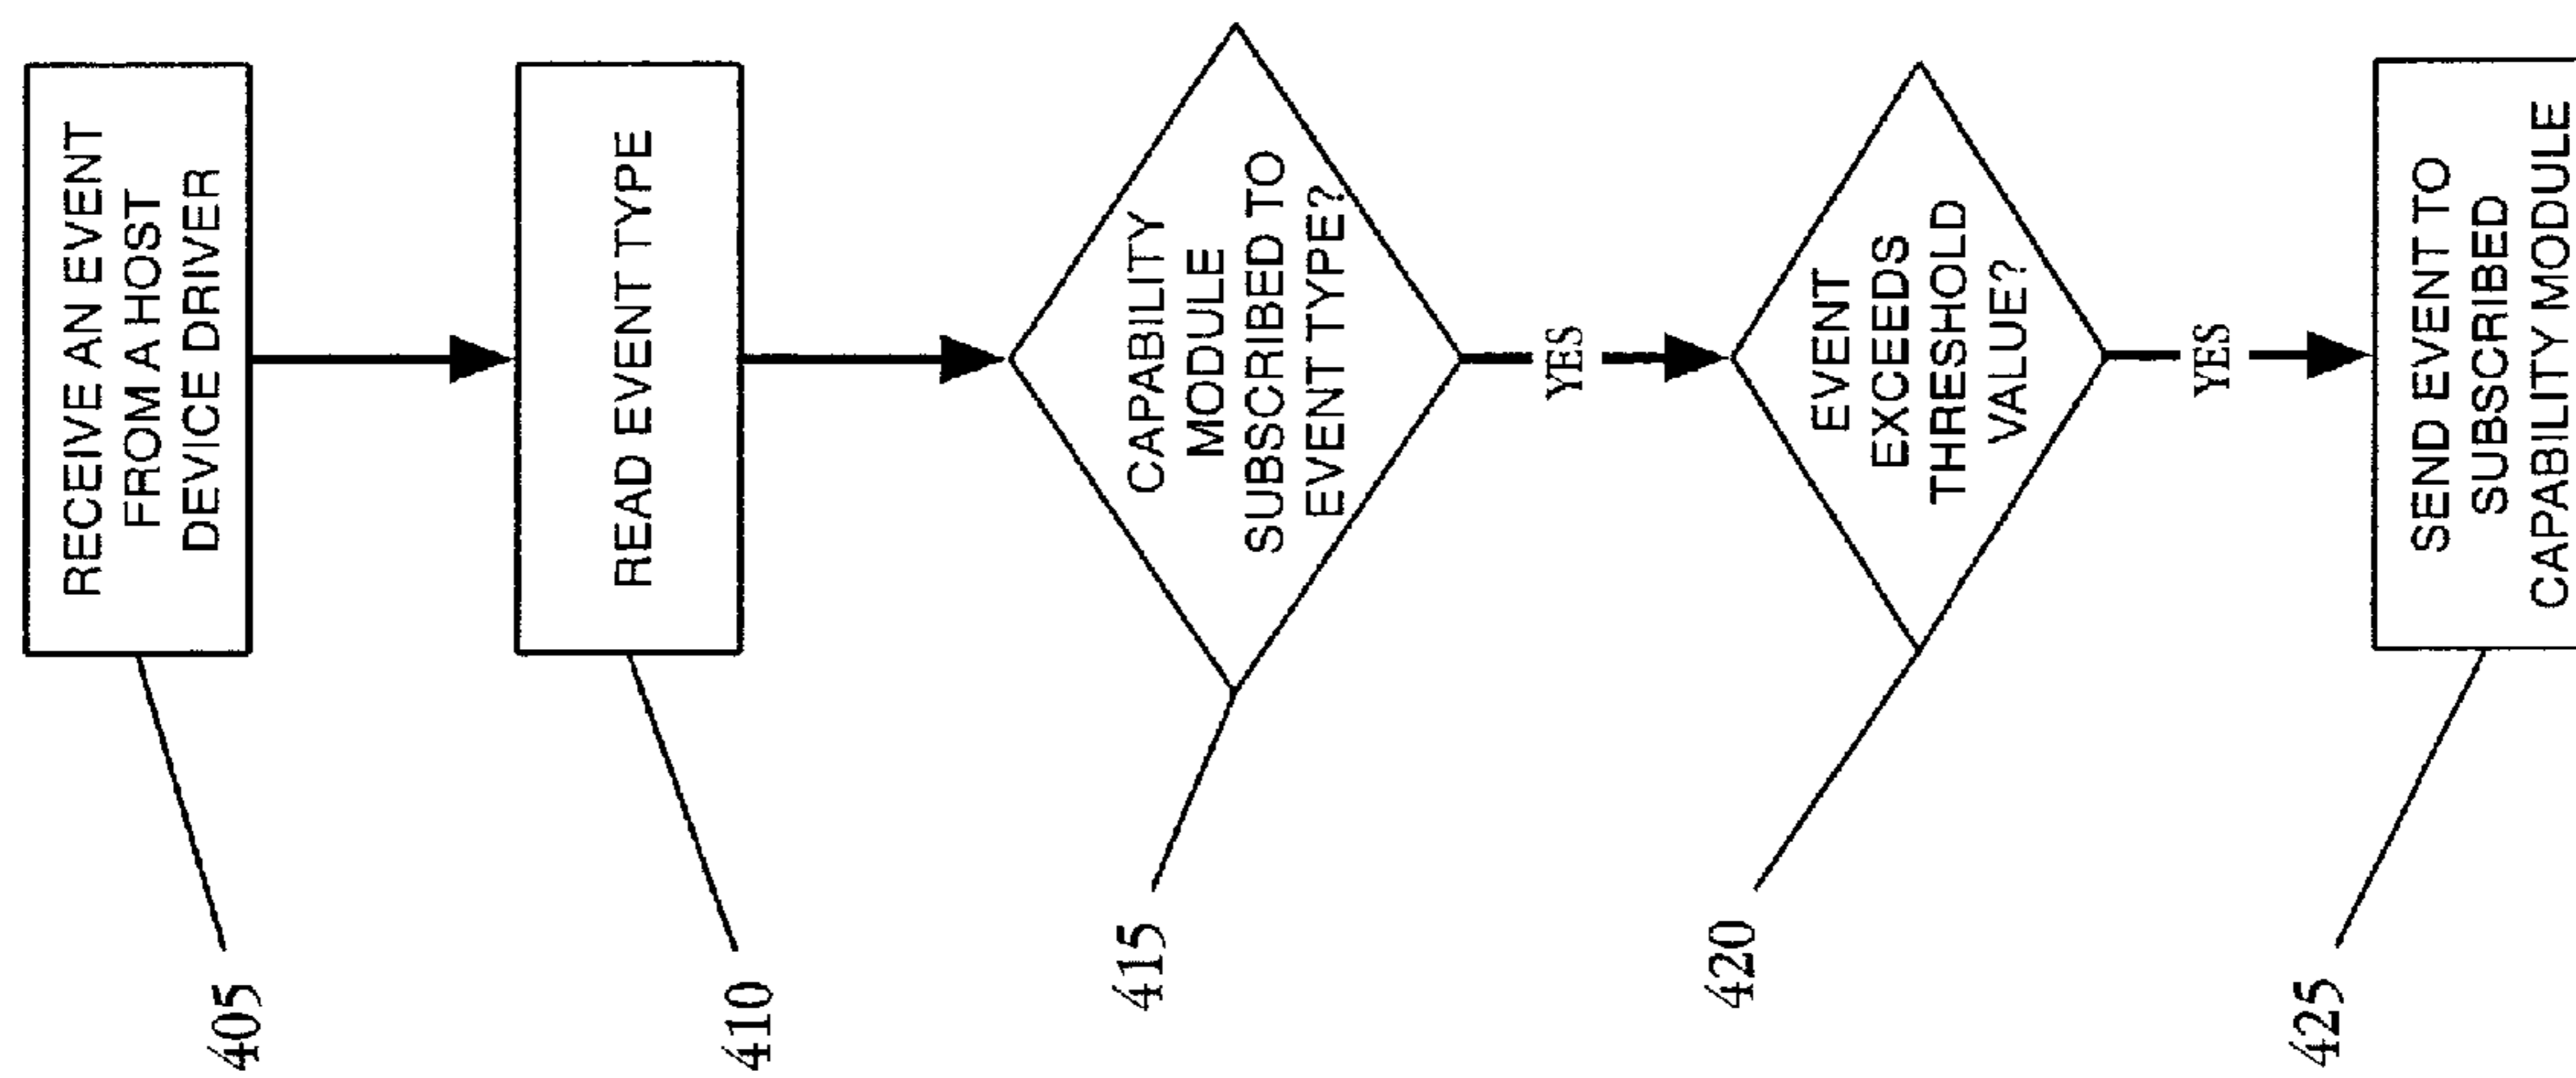 RECEIVE AN EVENT
FROM A HOST
DEVICE DRIVER
405
READ EVENT TYPE
410
CAPABILITY
MODULE
SUBSCRIBED TO
EVENT TYPE?
415
YES
EVENT
EXCEEDS
THRESHOLD
VALUE?
420
YES
SEND EVENT TO
SUBSCRIBED
CAPABILITY MODULE
425